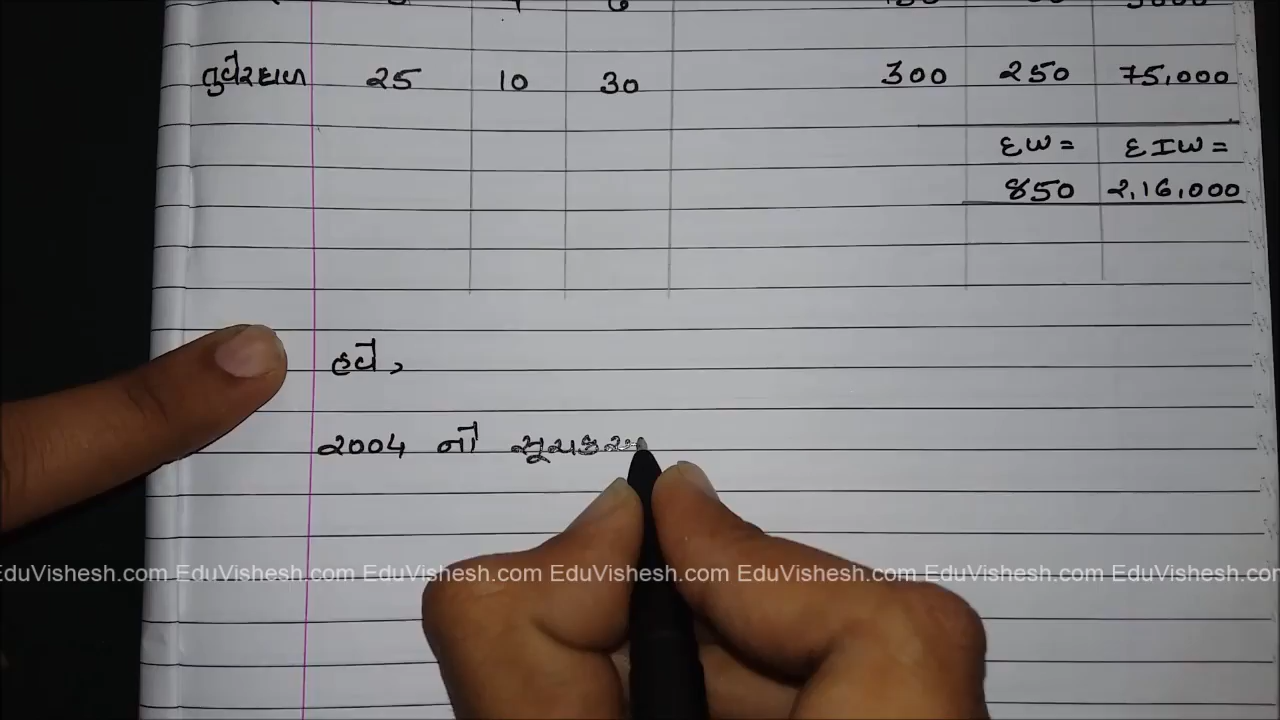 તુવેરદાળ 25 10 30 300 250 75,000
ΣW = ΣIW =
850 2,16,000
હવે,
2004 નો સૂચકઆં
EduVishesh.com EduVishesh.com EduVishesh.com EduVishesh.com EduVishesh.com EduVishesh.com EduVishesh.com